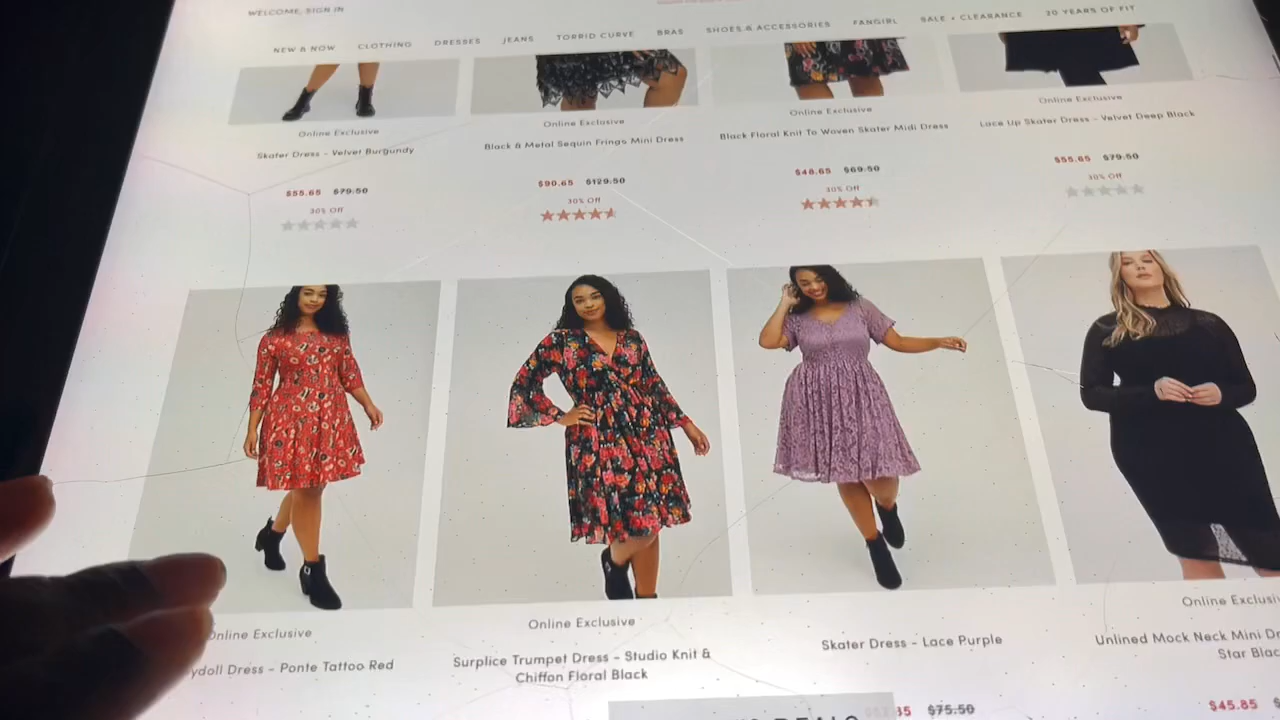 WELCOME, SIGN IN
NEW & NOW CLOTHING DRESSES JEANS TORRID CURVE BRAS SHOES & ACCESSORIES FANGIRL SALE + CLEARANCE 20 YEARS OF FIT
Online Exclusive
Skater Dress - Velvet Burgundy
$55.65 $79.50
30% Off
Online Exclusive
Black & Metal Sequin Fringe Mini Dress
$90.65 $129.50
30% Off
Online Exclusive
Black Floral Knit To Woven Skater Midi Dress
$48.65 $69.50
30% Off
Online Exclusive
Lace Up Skater Dress - Velvet Deep Black
$55.65 $79.50
30% Off
Online Exclusive
Dress - Ponte Tattoo Red
Online Exclusive
Surplice Trumpet Dress - Studio Knit &
Chiffon Floral Black
Skater Dress - Lace Purple
$75.50
Online
Unlined Mock Neck Mini
Star
$45.85